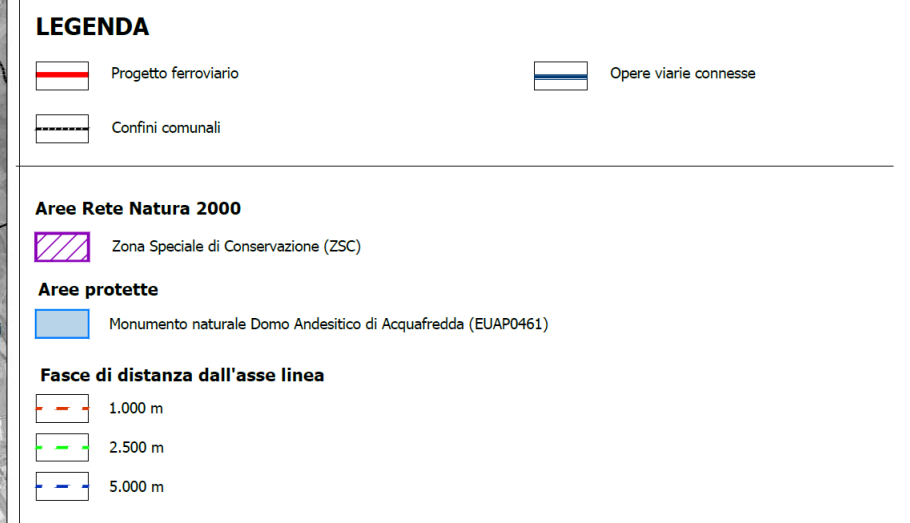 LEGENDA
Progetto ferroviario
Opere viarie connesse
Confini comunali
Aree Rete Natura 2000
Zona Speciale di Conservazione (ZSC)
Aree protette
Monumento naturale Domo Andesitico di Acquafredda (EUAP0461)
Fasce di distanza dall'asse linea
1.000 m
2.500 m
5.000 m